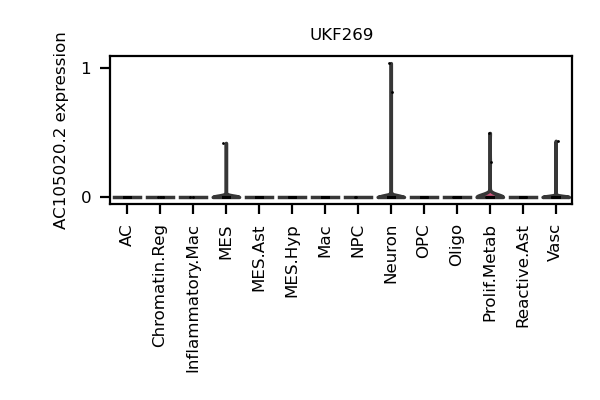 UKF269
AC105020.2 expression
1
0
AC
Chromatin.Reg
Inflammatory.Mac
MES
MES.Ast
MES.Hyp
Mac
NPC
Neuron
OPC
Oligo
Prolif.Metab
Reactive.Ast
Vasc